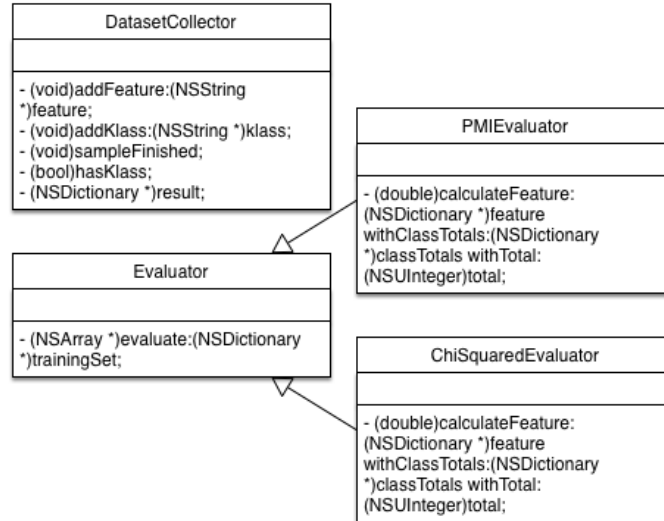 DatasetCollector
- (void)addFeature:(NSString
*)feature;
- (void)addKlass:(NSString *)klass;
- (void)sampleFinished;
- (bool)hasKlass;
- (NSDictionary *)result;
PMIEvaluator
- (double)calculateFeature:
(NSDictionary *)feature
withClassTotals:(NSDictionary
*)classTotals withTotal:
(NSUInteger)total;
Evaluator
- (NSArray *)evaluate:(NSDictionary
*)trainingSet;
ChiSquaredEvaluator
- (double)calculateFeature:
(NSDictionary *)feature
withClassTotals:(NSDictionary
*)classTotals withTotal:
(NSUInteger)total;